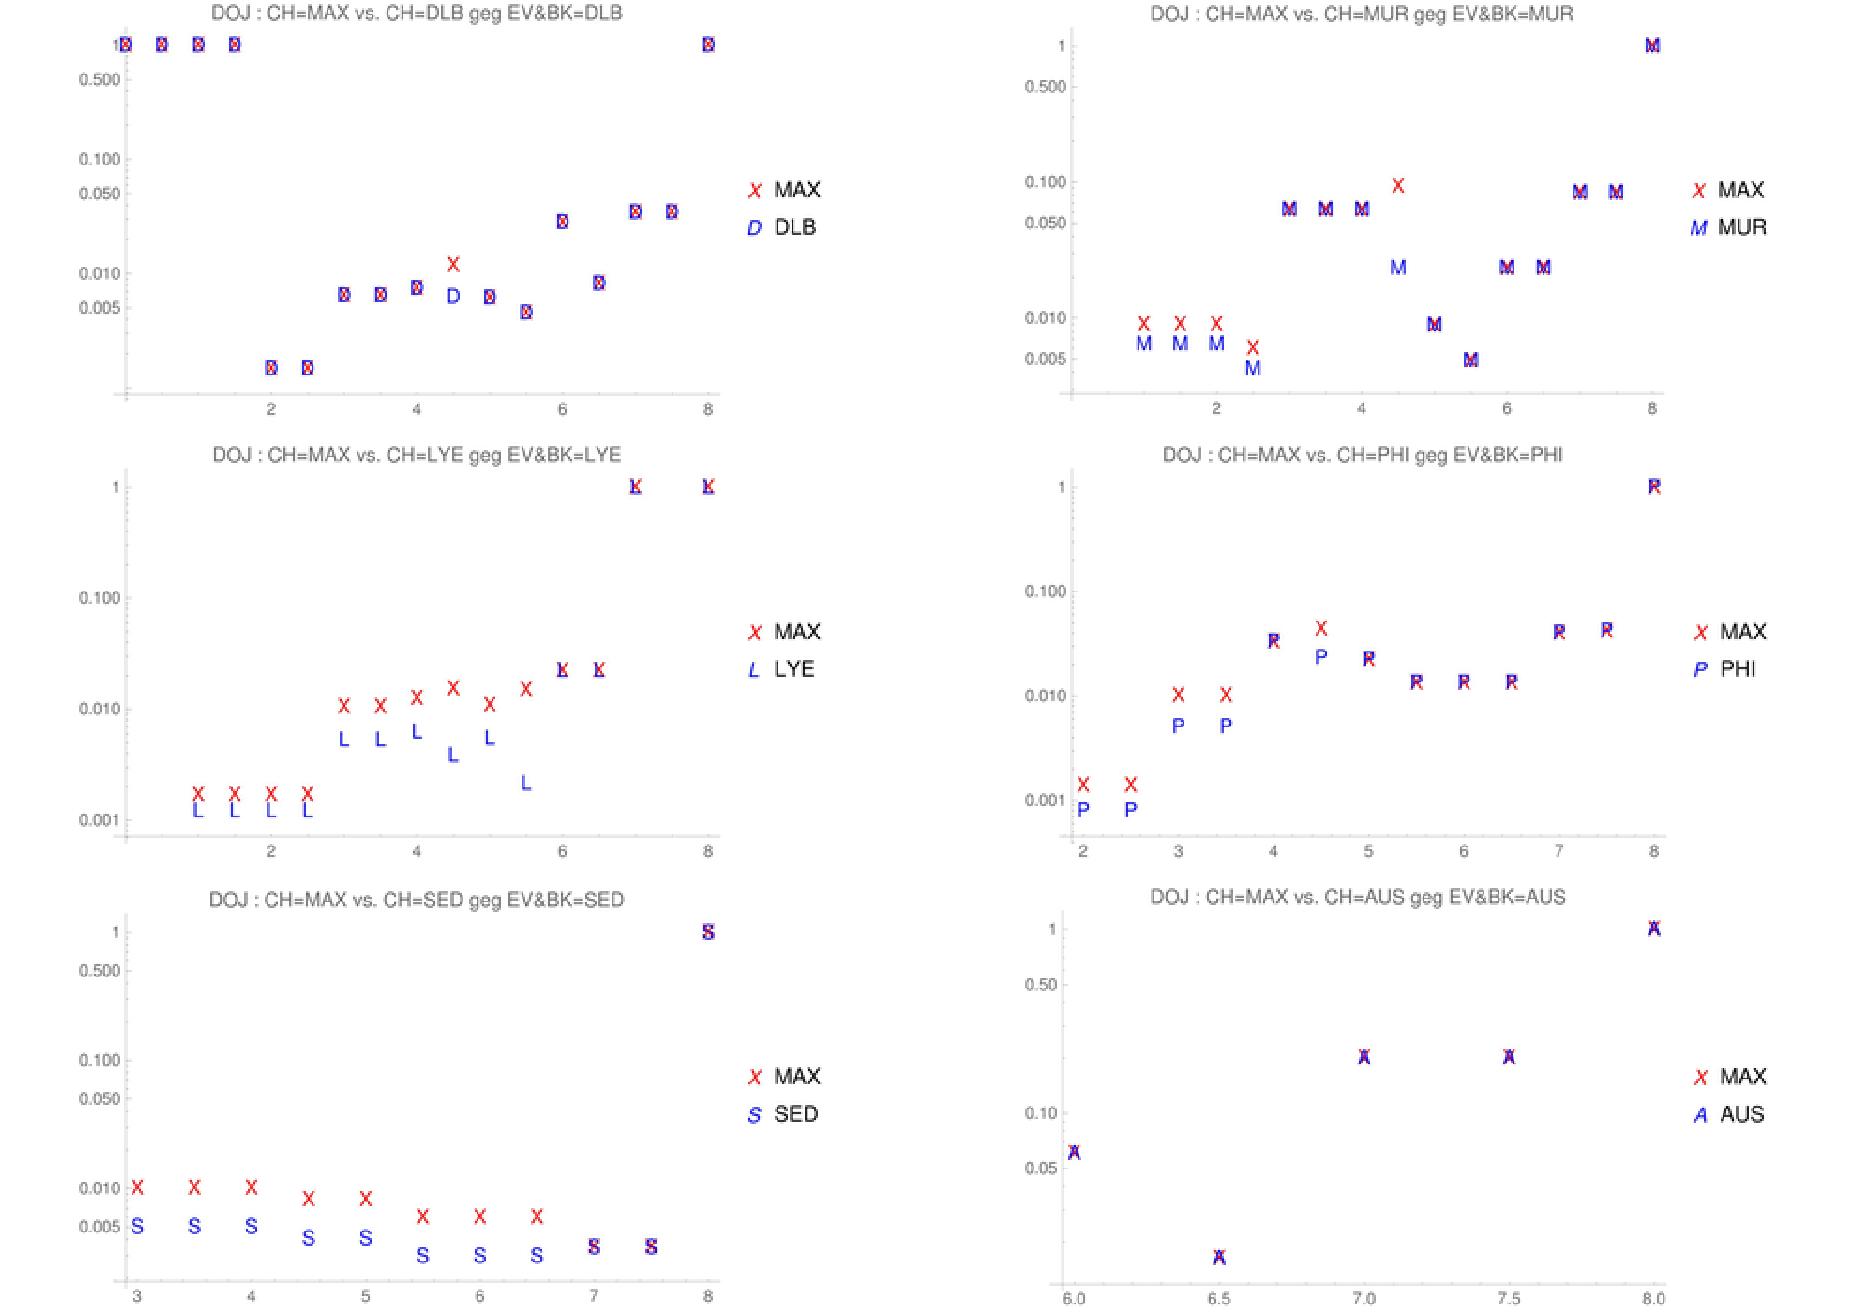 DOJ : CH=MAX vs. CH=DLB geg EV&BK=DLB
1
0.500
0.100
0.050
0.010
0.005
2 4 6 8
X MAX
D DLB
DOJ : CH=MAX vs. CH=MUR geg EV&BK=MUR
1
0.500
0.100
0.050
0.010
0.005
2 4 6 8
X MAX
M MUR
DOJ : CH=MAX vs. CH=LYE geg EV&BK=LYE
1
0.100
0.010
0.001
2 4 6 8
X MAX
L LYE
DOJ : CH=MAX vs. CH=PHI geg EV&BK=PHI
1
0.100
0.010
0.001
2 3 4 5 6 7 8
X MAX
P PHI
DOJ : CH=MAX vs. CH=SED geg EV&BK=SED
1
0.500
0.100
0.050
0.010
0.005
3 4 5 6 7 8
X MAX
S SED
DOJ : CH=MAX vs. CH=AUS geg EV&BK=AUS
1
0.50
0.10
0.05
6.0 6.5 7.0 7.5 8.0
X MAX
A AUS